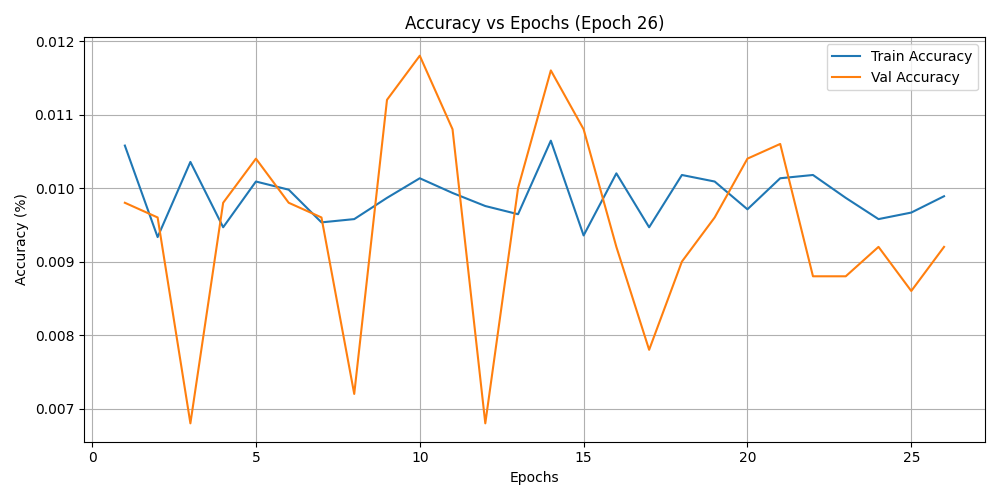 Accuracy vs Epochs (Epoch 26)
Train Accuracy
Val Accuracy
Accuracy (%)
0.012
0.011
0.010
0.009
0.008
0.007
0 5 10 15 20 25
Epochs